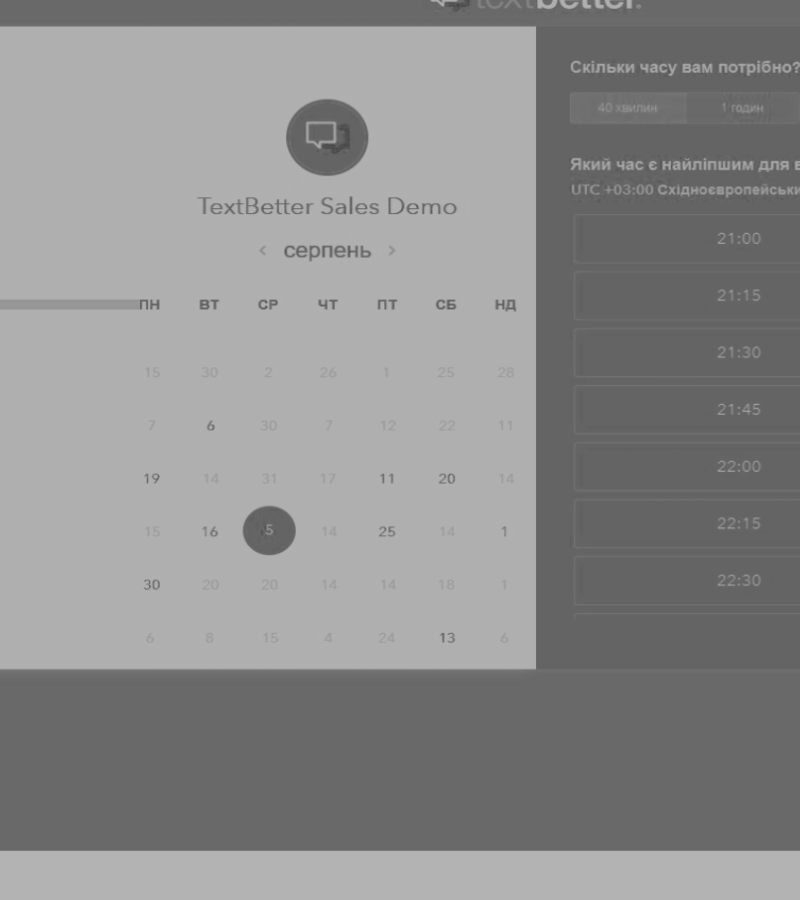 textbetter.
TextBetter Sales Demo
< серпень >
ПН ВТ СР ЧТ ПТ СБ НД
15 30 2 26 1 25 28
7 6 30 7 12 22 11
19 14 31 17 11 20 14
15 16 5 14 25 14 1
30 20 20 14 14 18 1
6 8 15 4 24 13 6
Скільки часу вам потрібно?
40 хвилин 1 годин
Який час є найліпшим для
UTC +03:00
21:00
21:15
21:30
21:45
22:00
22:15
22:30